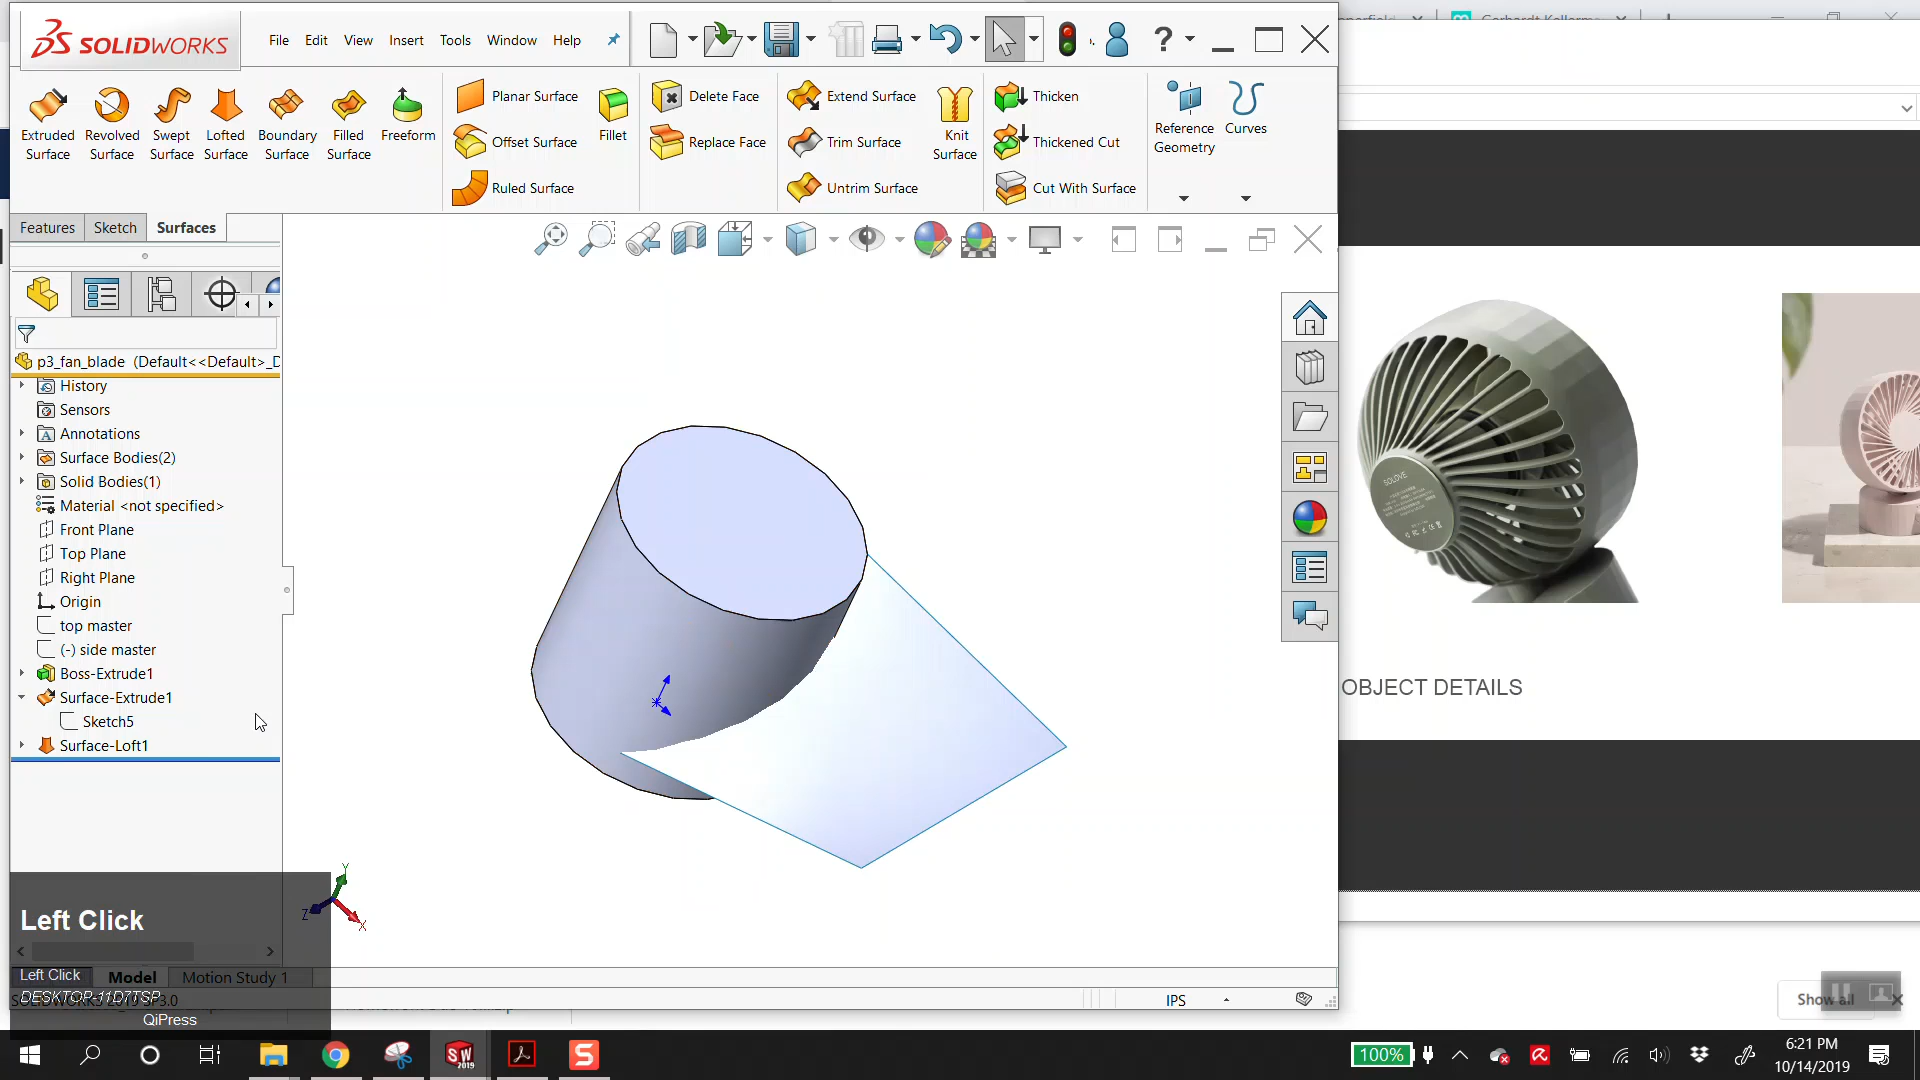 SOLIDWORKS
File Edit View Insert Tools Window Help
Extruded Surface
Revolved Surface
Swept Surface
Lofted Surface
Boundary Surface
Filled Surface
Freeform
Planar Surface
Offset Surface
Ruled Surface
Fillet
Delete Face
Replace Face
Extend Surface
Trim Surface
Untrim Surface
Knit Surface
Thicken
Thickened Cut
Cut With Surface
Reference Geometry
Curves
Features Sketch Surfaces
p3_fan_blade (Default<<Default>_D
History
Sensors
Annotations
Surface Bodies(2)
Solid Bodies(1)
Material <not specified>
Front Plane
Top Plane
Right Plane
Origin
top master
(-) side master
Boss-Extrude1
Surface-Extrude1
Sketch5
Surface-Loft1
Y
Z
X
Left Click
Left Click
Model Motion Study 1
DESKTOP-11D7TSP
QiPress
IPS
SOLOVE
OBJECT DETAILS
Show all
SW
2019
S
100%
6:21 PM
10/14/2019